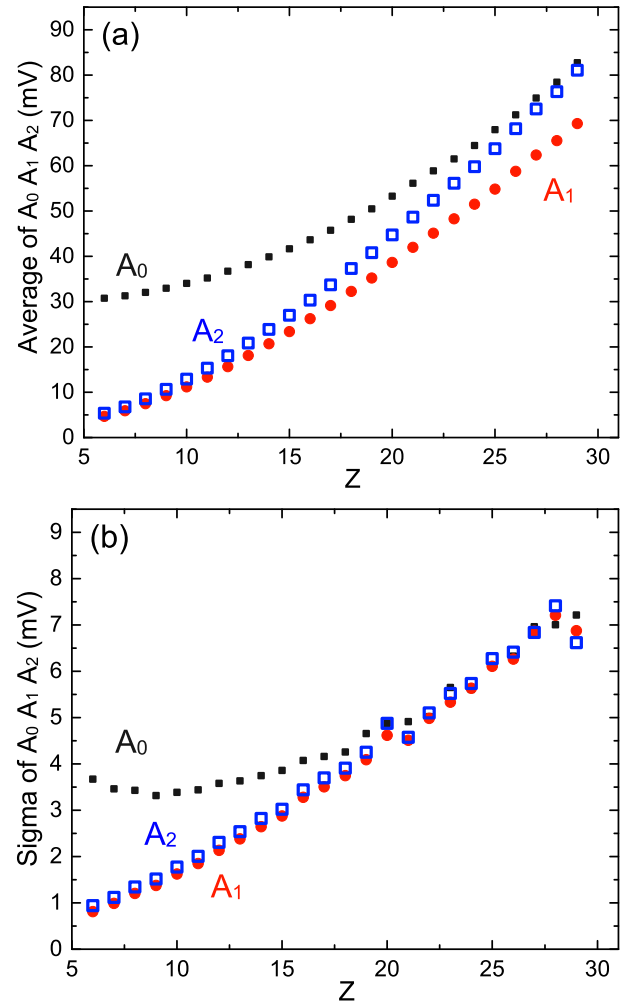 (a)
90
80
70
60
50
40
30
20
10
0
Average of A₀ A₁ A₂ (mV)
A₀
A₂
A₁
5 10 15 20 25 30
Z
(b)
9
8
7
6
5
4
3
2
1
0
Sigma of A₀ A₁ A₂ (mV)
A₀
A₂
A₁
5 10 15 20 25 30
Z